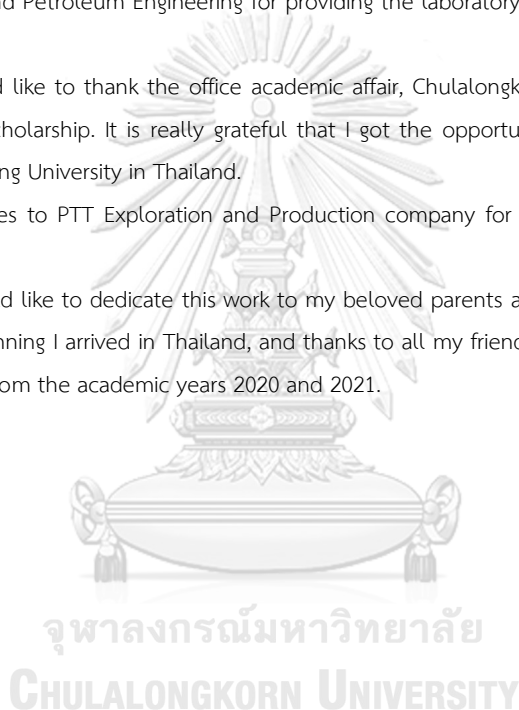 nd Petroleum Engineering for providing the laboratory
d like to thank the office academic affair, Chulalongk
cholarship. It is really grateful that I got the opportu
ng University in Thailand.
es to PTT Exploration and Production company for
d like to dedicate this work to my beloved parents a
nning I arrived in Thailand, and thanks to all my friend
om the academic years 2020 and 2021.
จุฬาลงกรณ์มหาวิทยาลัย
CHULALONGKORN UNIVERSITY